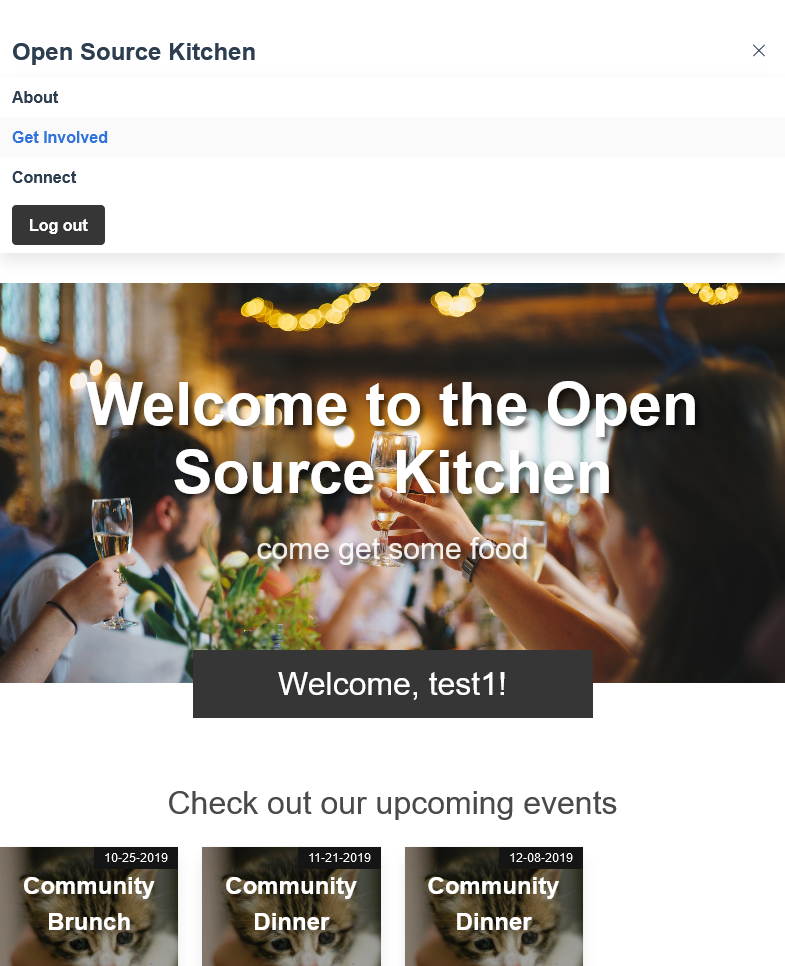 Open Source Kitchen
About
Get Involved
Connect
Log out
Welcome to the Open
Source Kitchen
come get some food
Welcome, test1!
Check out our upcoming events
10-25-2019
Community
Brunch
11-21-2019
Community
Dinner
12-08-2019
Community
Dinner